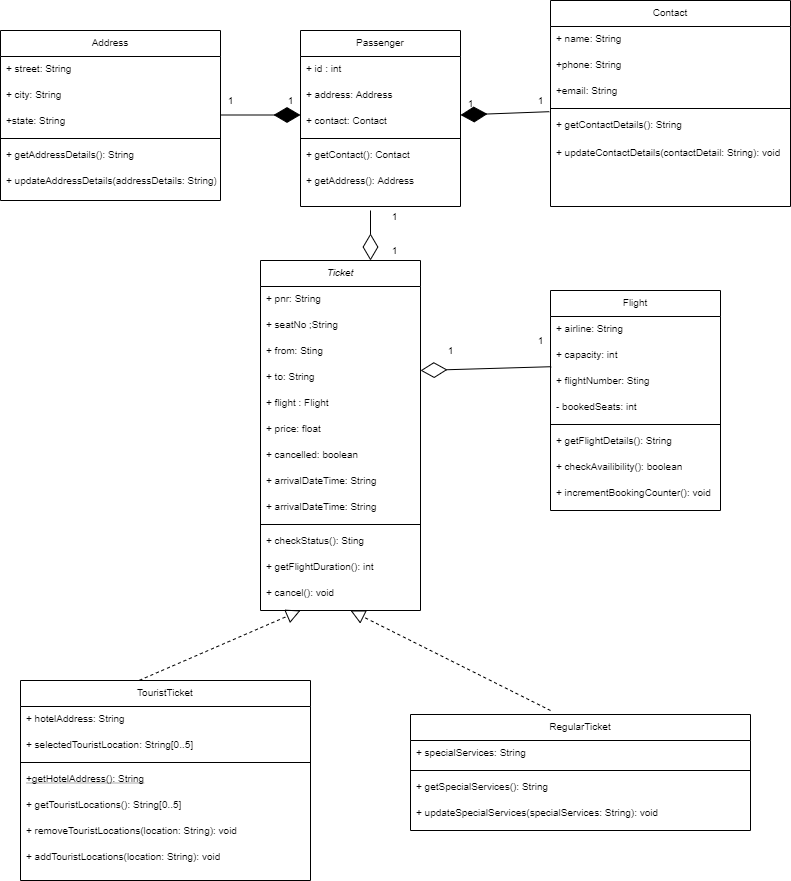 Address
+ street: String
+ city: String
+state: String
+ getAddressDetails(): String
+ updateAddressDetails(addressDetails: String)
1
1
Passenger
+ id : int
+ address: Address
+ contact: Contact
+ getContact(): Contact
+ getAddress(): Address
1
1
Contact
+ name: String
+phone: String
+email: String
+ getContactDetails(): String
+ updateContactDetails(contactDetail: String): void
1
1
Ticket
+ pnr: String
+ seatNo ;String
+ from: Sting
+ to: String
+ flight : Flight
+ price: float
+ cancelled: boolean
+ arrivalDateTime: String
+ arrivalDateTime: String
+ checkStatus(): Sting
+ getFlightDuration(): int
+ cancel(): void
1
1
Flight
+ airline: String
+ capacity: int
+ flightNumber: Sting
- bookedSeats: int
+ getFlightDetails(): String
+ checkAvailibility(): boolean
+ incrementBookingCounter(): void
TouristTicket
+ hotelAddress: String
+ selectedTouristLocation: String[0..5]
+getHotelAddress(): String
+ getTouristLocations(): String[0..5]
+ removeTouristLocations(location: String): void
+ addTouristLocations(location: String): void
RegularTicket
+ specialServices: String
+ getSpecialServices(): String
+ updateSpecialServices(specialServices: String): void